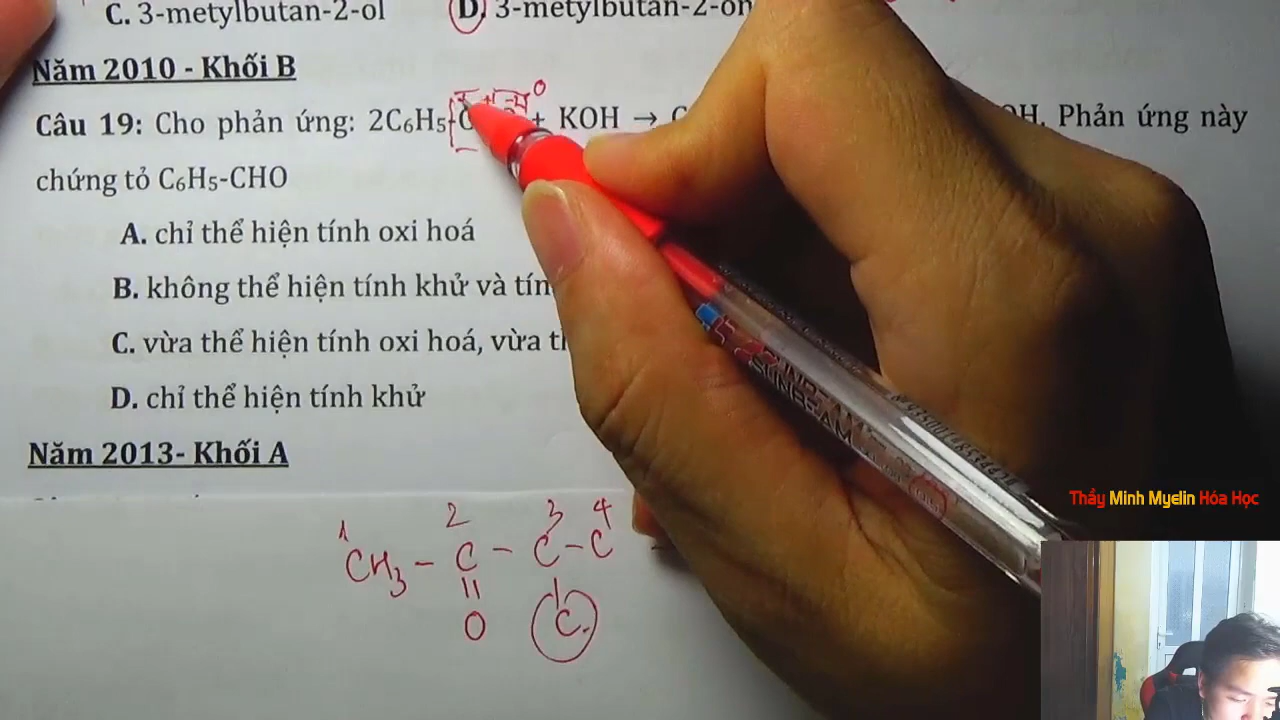 C. 3-metylbutan-2-ol D. 3-metylbutan-2-on
Năm 2010 - Khối B
Câu 19: Cho phản ứng: 2C₆H₅-C + KOH → C OH. Phản ứng này
chứng tỏ C₆H₅-CHO
A. chỉ thể hiện tính oxi hoá
B. không thể hiện tính khử và tín
C. vừa thể hiện tính oxi hoá, vừa th
D. chỉ thể hiện tính khử
Năm 2013- Khối A
1 2 3 4
CH₃ - C - C - C
O C
SUNBEAM
Thầy Minh Myelin Hóa Học